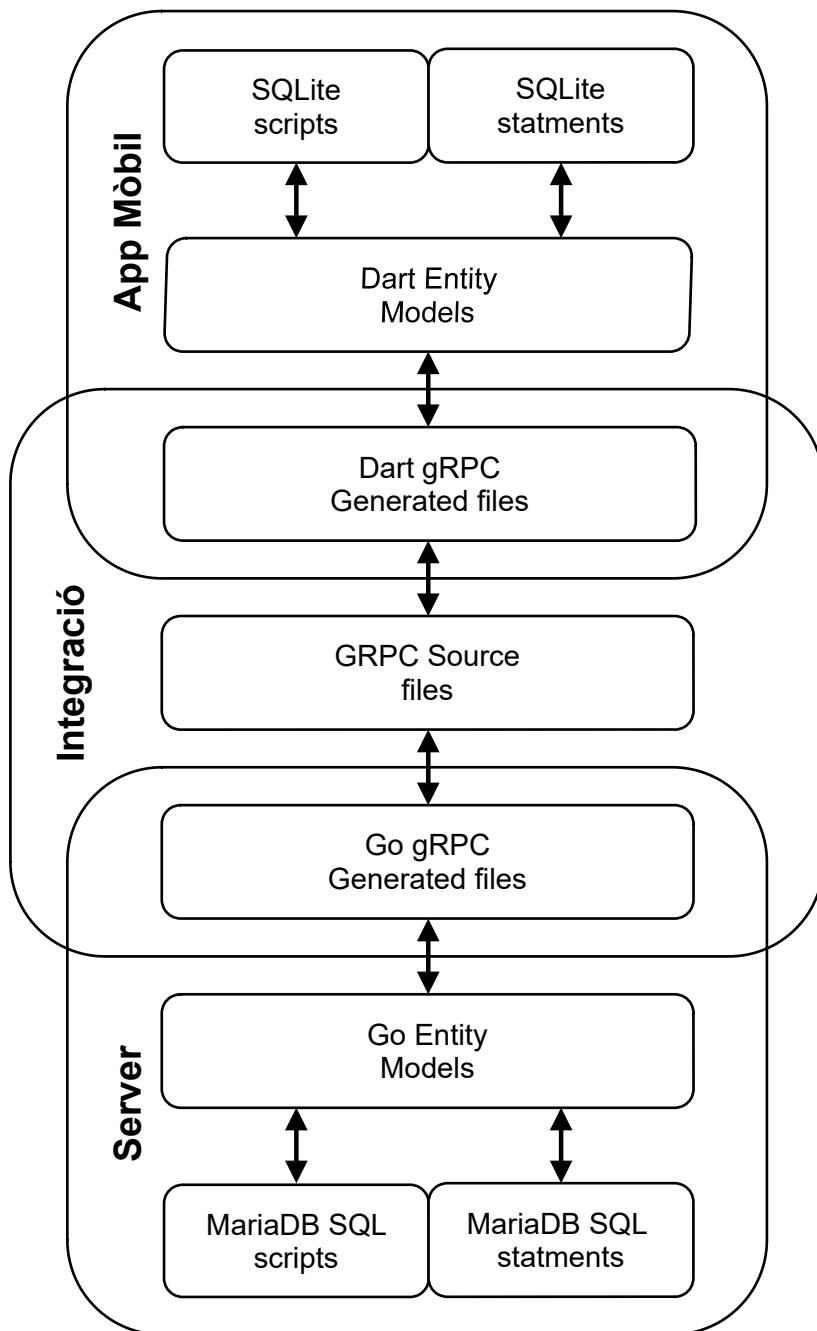 App Mòbil
SQLite
scripts
SQLite
statments
Dart Entity
Models
Dart gRPC
Generated files
Integració
GRPC Source
files
Go gRPC
Generated files
Server
Go Entity
Models
MariaDB SQL
scripts
MariaDB SQL
statments